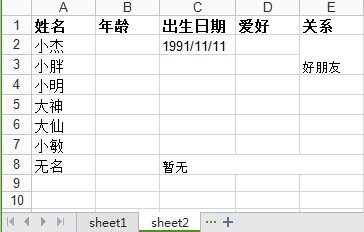 A B C D E
1 姓名 年龄 出生日期 爱好 关系
2 小杰 1991/11/11
3 小胖 好朋友
4 小明
5 大神
6 大仙
7 小敏
8 无名 暂无
9
10
sheet1 sheet2 ··· +